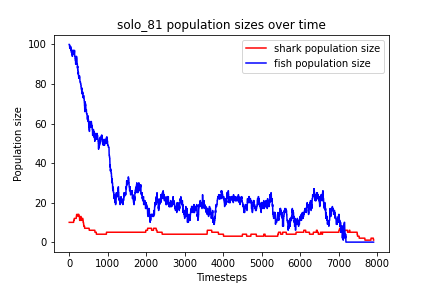 solo_81 population sizes over time
shark population size
fish population size
Population size
100
80
60
40
20
0
0 1000 2000 3000 4000 5000 6000 7000 8000
Timesteps